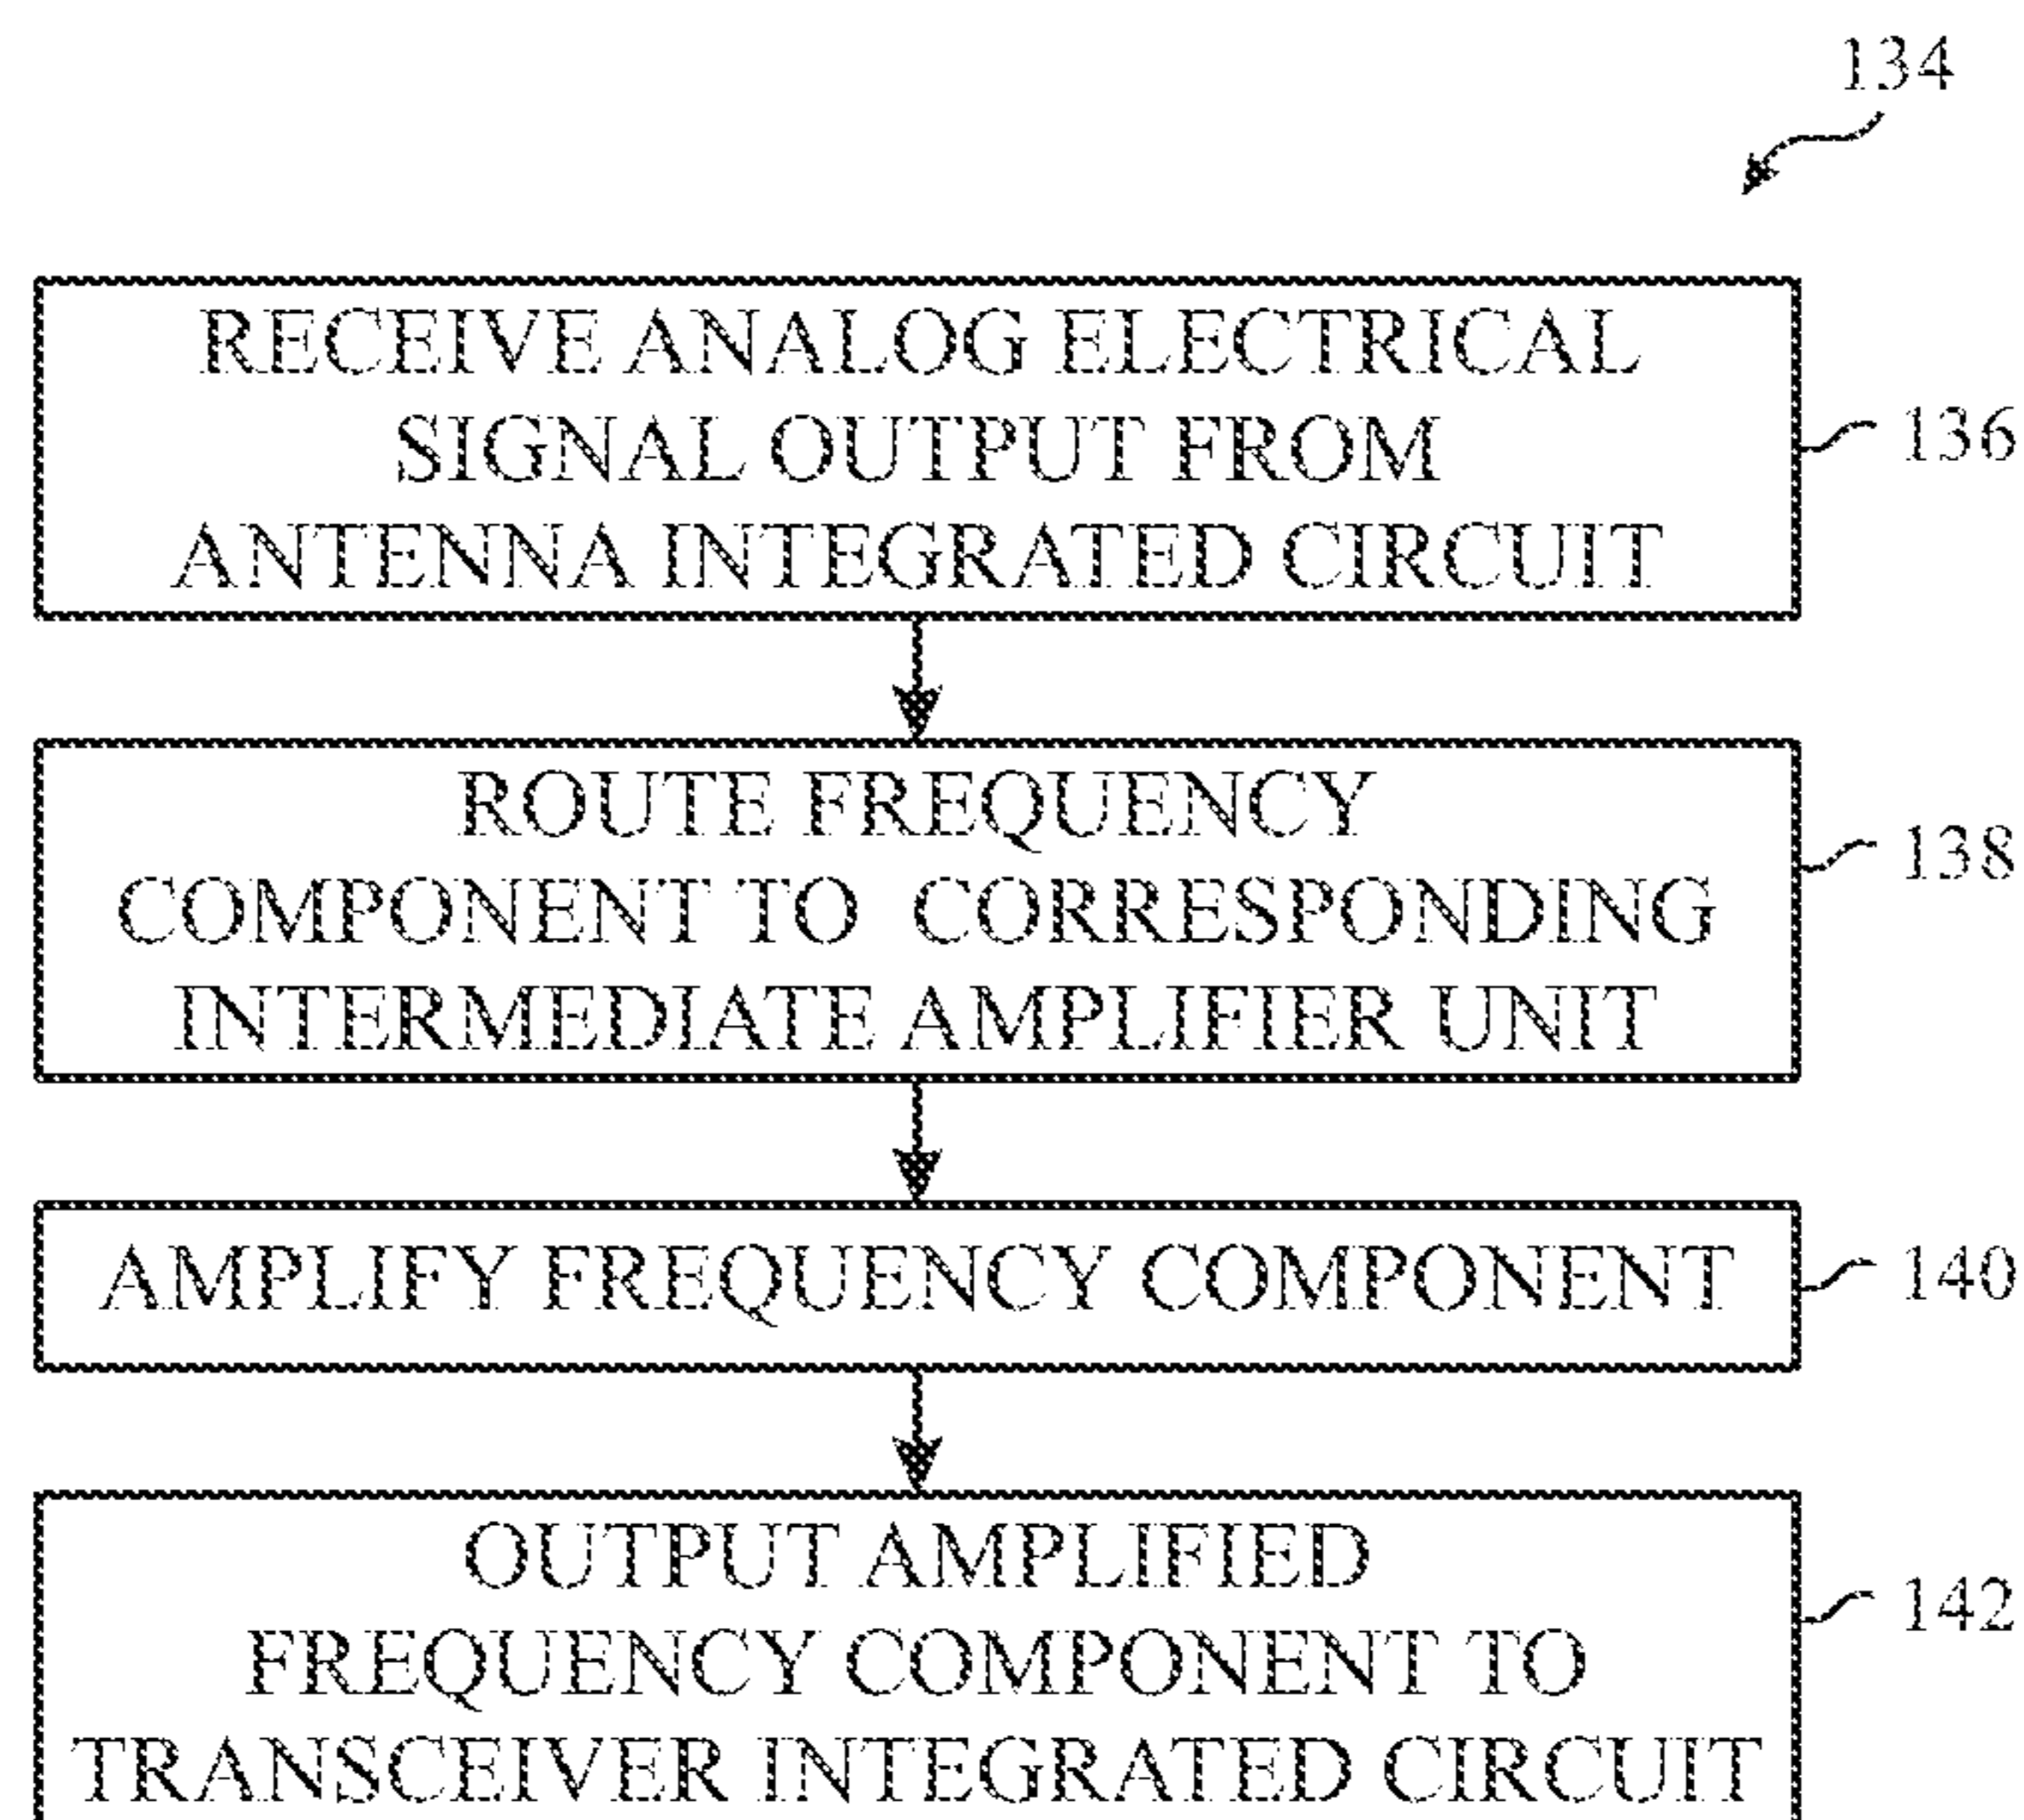 134
RECEIVE ANALOG ELECTRICAL
SIGNAL OUTPUT FROM
ANTENNA INTEGRATED CIRCUIT
136
ROUTE FREQUENCY
COMPONENT TO CORRESPONDING
INTERMEDIATE AMPLIFIER UNIT
138
AMPLIFY FREQUENCY COMPONENT
140
OUTPUT AMPLIFIED
FREQUENCY COMPONENT TO
TRANSCEIVER INTEGRATED CIRCUIT
142